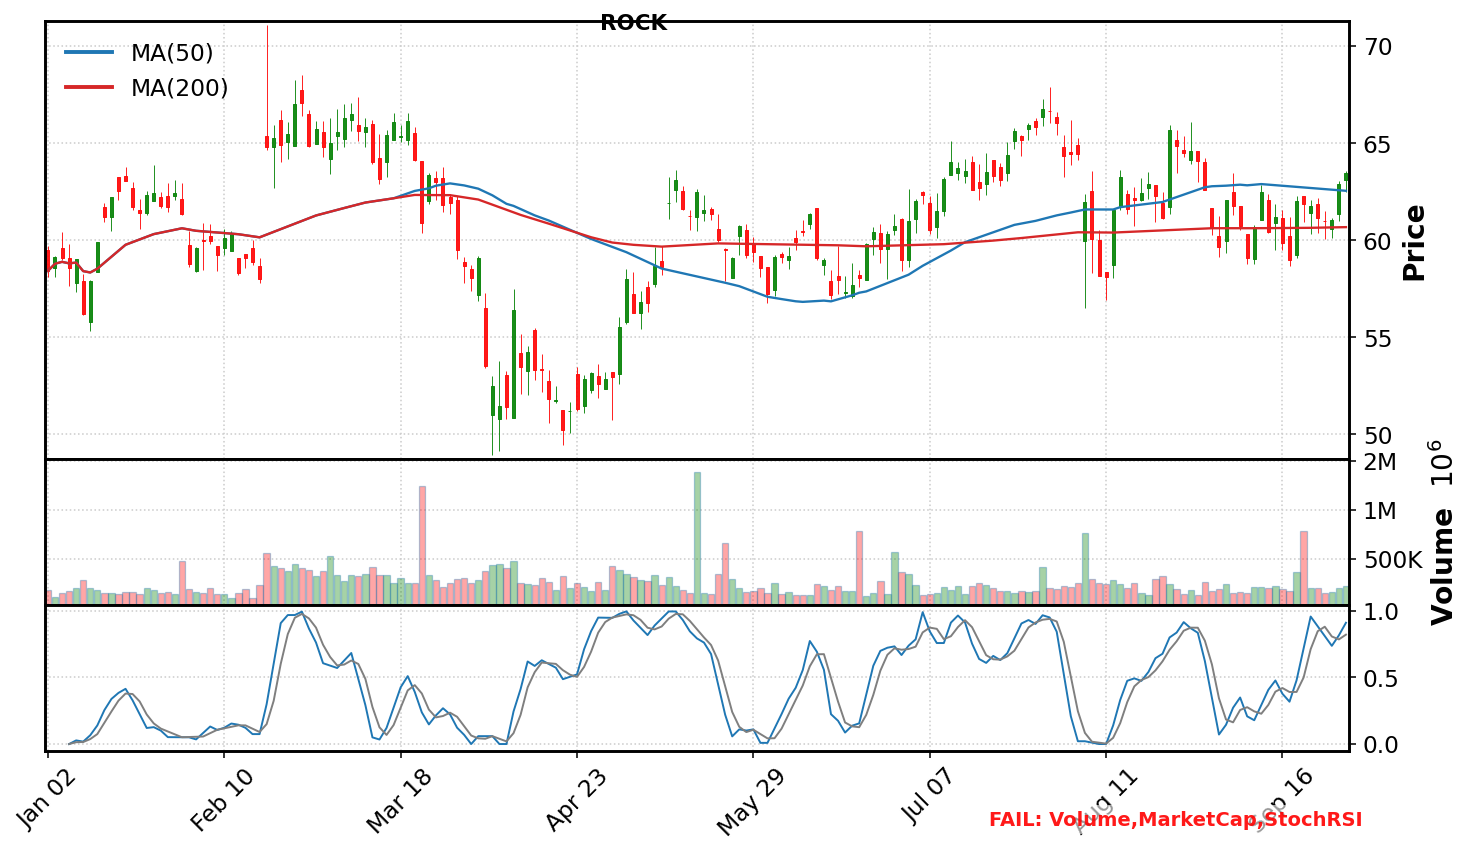 ROCK
MA(50)
MA(200)
70
65
60
55
50
Price
2M
1M
500K
Volume 10^6
1.0
0.5
0.0
Jan 02
Feb 10
Mar 18
Apr 23
May 29
Jul 07
Aug 11
Sep 16
FAIL: Volume,MarketCap,StochRSI